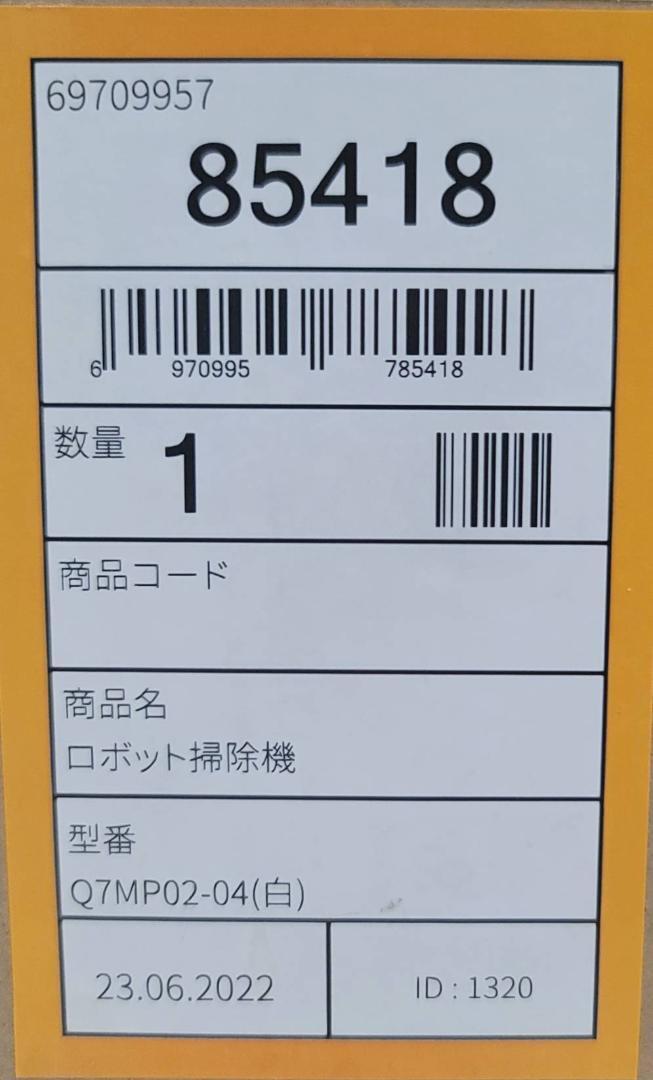 69709957
85418
6 970995 785418
数量 1
商品コード
商品名
ロボット掃除機
型番
Q7MP02-04(白)
23.06.2022 ID : 1320